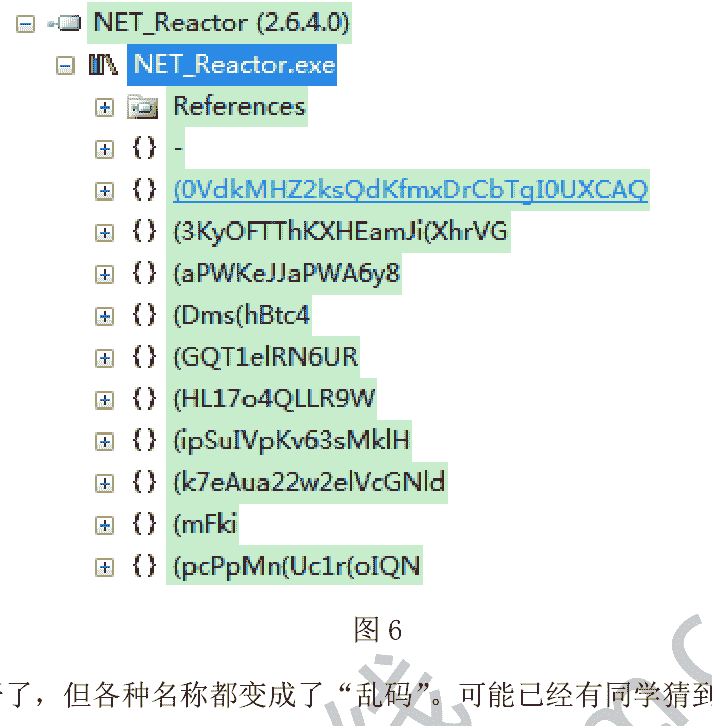 NET_Reactor (2.6.4.0)
NET_Reactor.exe
References
{} -
{} (0VdkMHZ2ksQdKfmxDrCbTgI0UXCAQ
{} (3KyOFTThKXHEamJi(XhrVG
{} (aPWKeJJaPWA6y8
{} (Dms(hBtc4
{} (GQT1elRN6UR
{} (HL17o4QLLR9W
{} (ipSuIVpKv63sMklH
{} (k7eAua22w2elVcGNld
{} (mFki
{} (pcPpMn(Uc1r(oIQN
图 6
了，但各种名称都变成了“乱码”。可能已经有同学猜到